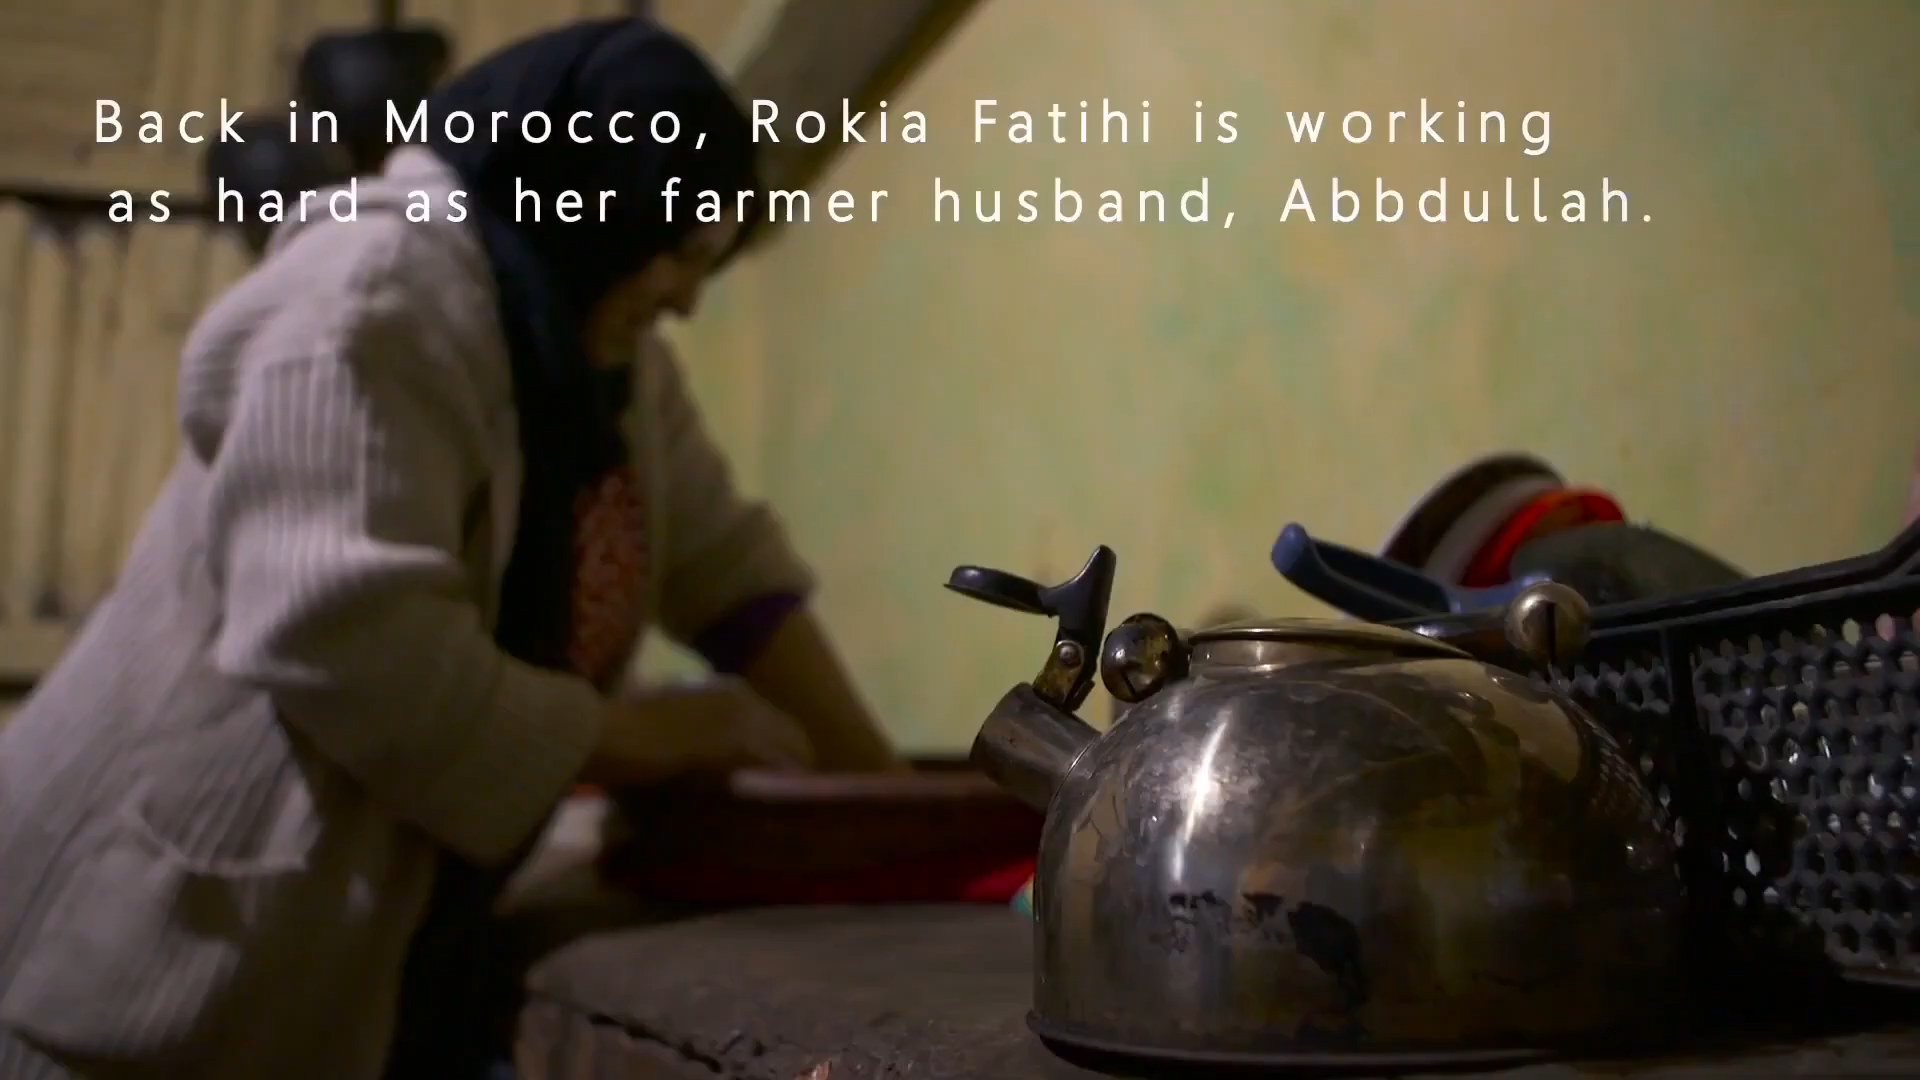 Back in Morocco, Rokia Fatihi is working
as hard as her farmer husband, Abbdullah.